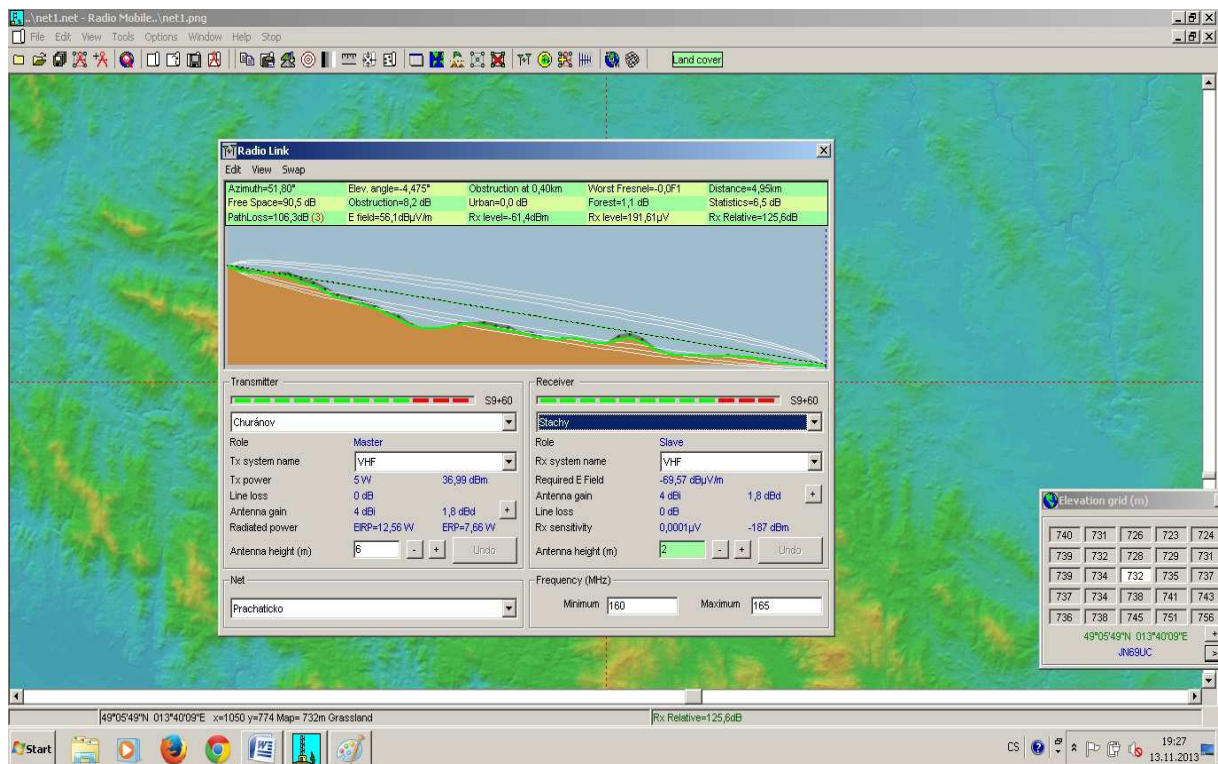 ..\net1.net - Radio Mobile..\net1.png
File Edit View Tools Options Window Help Stop
Land cover
Radio Link
Edit View Swap
Azimuth=51,80° Elev. angle=-4,475° Obstruction at 0,40km Worst Fresnel=-0,0F1 Distance=4,95km
Free Space=90,5 dB Obstruction=8,2 dB Urban=0,0 dB Forest=1,1 dB Statistics=6,5 dB
PathLoss=106,3dB (3) E field=56,1dBµV/m Rx level=-61,4dBm Rx level=191,61µV Rx Relative=125,6dB
Transmitter
S9+60
Churánov
Role Master
Tx system name VHF
Tx power 5 W 36,99 dBm
Line loss 0 dB
Antenna gain 4 dBi 1,8 dBd +
Radiated power EIRP=12,56 W ERP=7,66 W
Antenna height (m) 6 - + Undo
Net
Prachaticko
Receiver
S9+60
Stachy
Role Slave
Rx system name VHF
Required E Field -69,57 dBµV/m
Antenna gain 4 dBi 1,8 dBd +
Line loss 0 dB
Rx sensitivity 0,0001µV -187 dBm
Antenna height (m) 2 - + Undo
Frequency (MHz)
Minimum 160 Maximum 165
Elevation grid (m)
740 731 726 723 724
739 732 728 729 731
739 734 732 735 737
737 734 738 741 743
736 738 745 751 756
49°05'49"N 013°40'09"E +
JN69UC >
49°05'49"N 013°40'09"E x=1050 y=774 Map= 732m Grassland Rx Relative=125,6dB
Start CS 19:27
13.11.2013